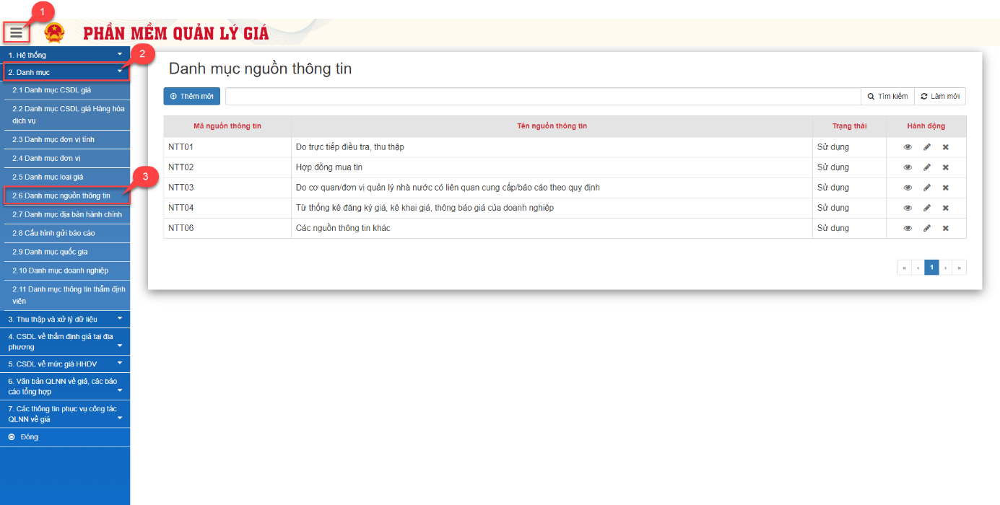 1
PHẦN MỀM QUẢN LÝ GIÁ
1. Hệ thống
2
2. Danh mục
2.1 Danh mục CSDL giá
2.2 Danh mục CSDL giá Hàng hóa
dịch vụ
2.3 Danh mục đơn vị tính
2.4 Danh mục đơn vị
2.5 Danh mục loại giá
3
2.6 Danh mục nguồn thông tin
2.7 Danh mục địa bàn hành chính
2.8 Cấu hình gửi báo cáo
2.9 Danh mục quốc gia
2.10 Danh mục doanh nghiệp
2.11 Danh mục thông tin thẩm định
viên
3. Thu thập và xử lý dữ liệu
4. CSDL về thẩm định giá tại địa
phương
5. CSDL về mức giá HHDV
6. Văn bản QLNN về giá, các báo
cáo tổng hợp
7. Các thông tin phục vụ công tác
QLNN về giá
Đóng
Danh mục nguồn thông tin
Thêm mới Tìm kiếm Làm mới
Mã nguồn thông tin Tên nguồn thông tin Trạng thái Hành động
NTT01 Do trực tiếp điều tra, thu thập Sử dụng
NTT02 Hợp đồng mua tin Sử dụng
NTT03 Do cơ quan/đơn vị quản lý nhà nước có liên quan cung cấp/báo cáo theo quy định Sử dụng
NTT04 Từ thống kê đăng ký giá, kê khai giá, thông báo giá của doanh nghiệp Sử dụng
NTT06 Các nguồn thông tin khác Sử dụng
« ‹ 1 › »